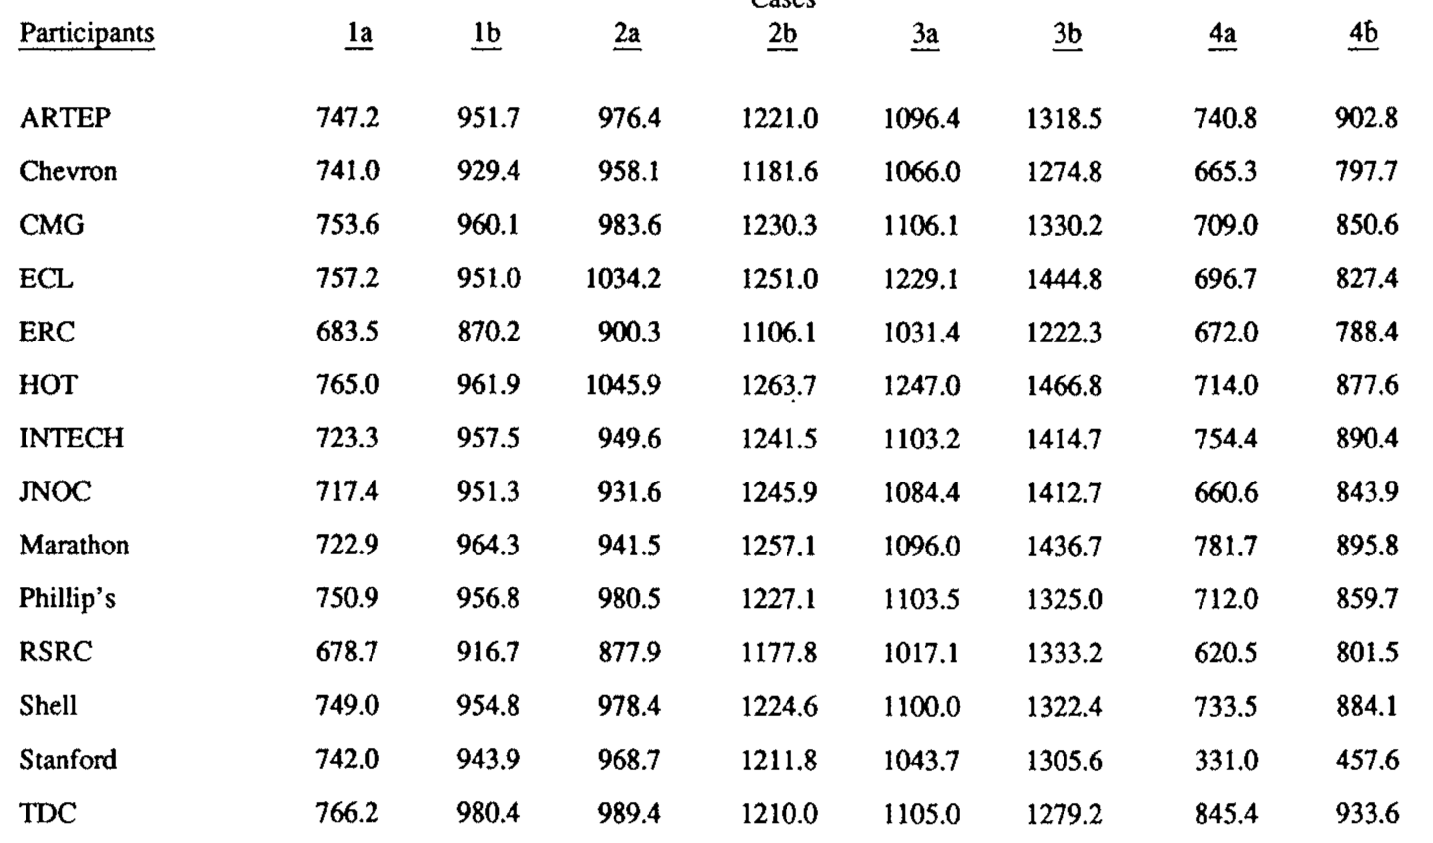 Cases
Participants 1a 1b 2a 2b 3a 3b 4a 4b
ARTEP 747.2 951.7 976.4 1221.0 1096.4 1318.5 740.8 902.8
Chevron 741.0 929.4 958.1 1181.6 1066.0 1274.8 665.3 797.7
CMG 753.6 960.1 983.6 1230.3 1106.1 1330.2 709.0 850.6
ECL 757.2 951.0 1034.2 1251.0 1229.1 1444.8 696.7 827.4
ERC 683.5 870.2 900.3 1106.1 1031.4 1222.3 672.0 788.4
HOT 765.0 961.9 1045.9 1263.7 1247.0 1466.8 714.0 877.6
INTECH 723.3 957.5 949.6 1241.5 1103.2 1414.7 754.4 890.4
JNOC 717.4 951.3 931.6 1245.9 1084.4 1412.7 660.6 843.9
Marathon 722.9 964.3 941.5 1257.1 1096.0 1436.7 781.7 895.8
Phillip's 750.9 956.8 980.5 1227.1 1103.5 1325.0 712.0 859.7
RSRC 678.7 916.7 877.9 1177.8 1017.1 1333.2 620.5 801.5
Shell 749.0 954.8 978.4 1224.6 1100.0 1322.4 733.5 884.1
Stanford 742.0 943.9 968.7 1211.8 1043.7 1305.6 331.0 457.6
TDC 766.2 980.4 989.4 1210.0 1105.0 1279.2 845.4 933.6